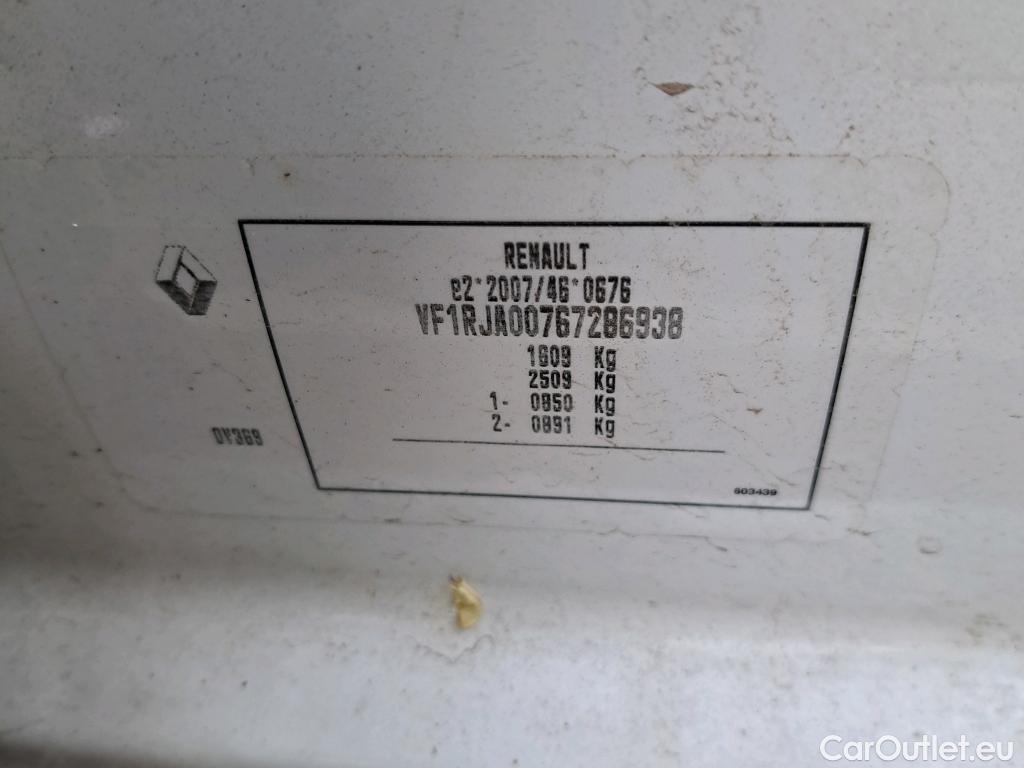 RENAULT
e2*2007/46*0676
VF1RJA00767286938
1609 Kg
2509 Kg
1- 0850 Kg
2- 0891 Kg
DV369
603439
CarOutlet.eu